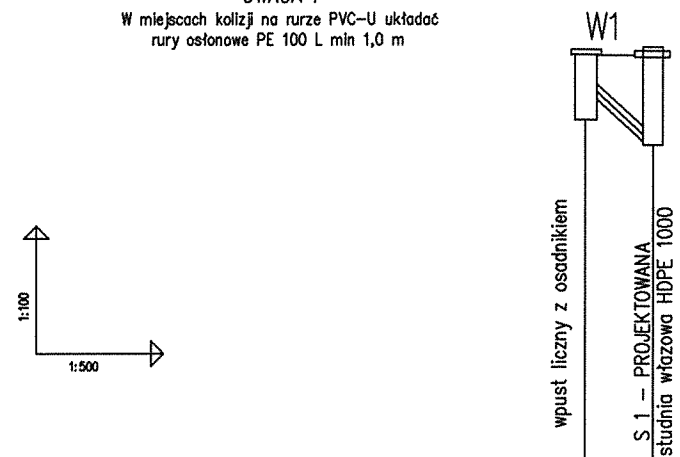 W miejscach kolizji na rurze PVC-U układać
rury osłonowe PE 100 L min 1,0 m
W1
1:100
1:500
wpust liczny z osadnikiem
S 1 - PROJEKTOWANA
studnia włazowa HDPE 1000